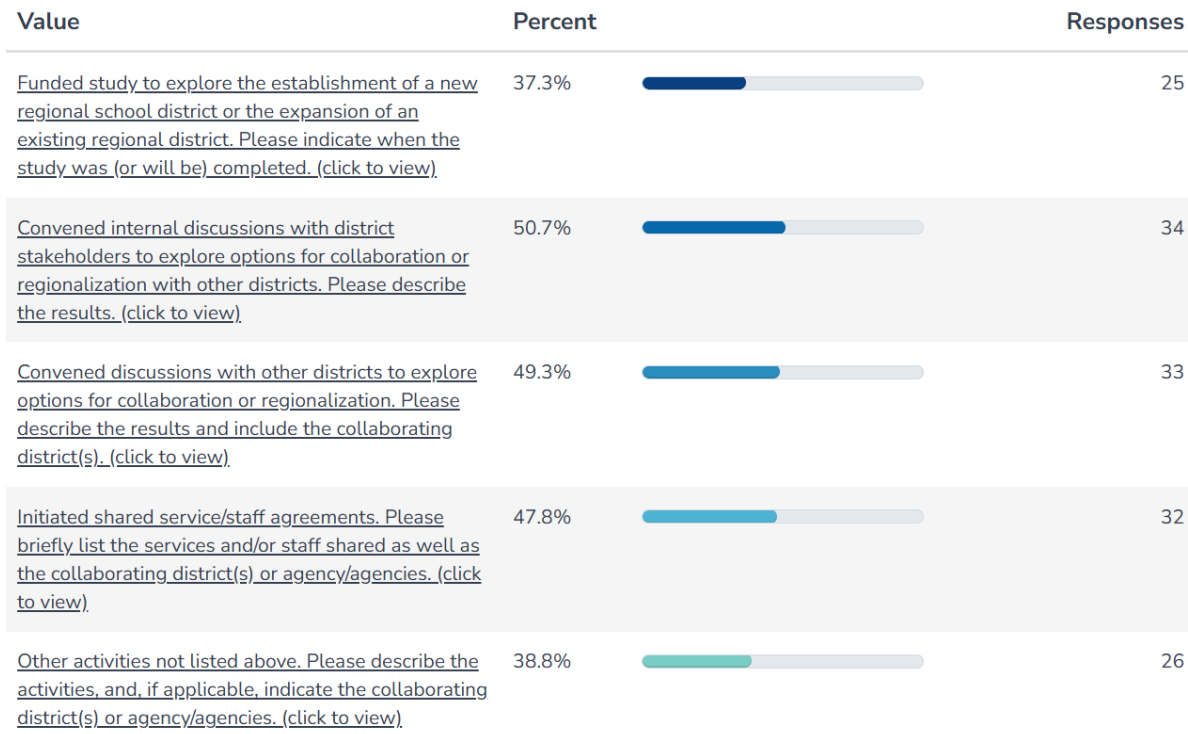 Value Percent Responses
Funded study to explore the establishment of a new 37.3% 25
regional school district or the expansion of an
existing regional district. Please indicate when the
study was (or will be) completed. (click to view)
Convened internal discussions with district 50.7% 34
stakeholders to explore options for collaboration or
regionalization with other districts. Please describe
the results. (click to view)
Convened discussions with other districts to explore 49.3% 33
options for collaboration or regionalization. Please
describe the results and include the collaborating
district(s). (click to view)
Initiated shared service/staff agreements. Please 47.8% 32
briefly list the services and/or staff shared as well as
the collaborating district(s) or agency/agencies. (click
to view)
Other activities not listed above. Please describe the 38.8% 26
activities, and, if applicable, indicate the collaborating
district(s) or agency/agencies. (click to view)